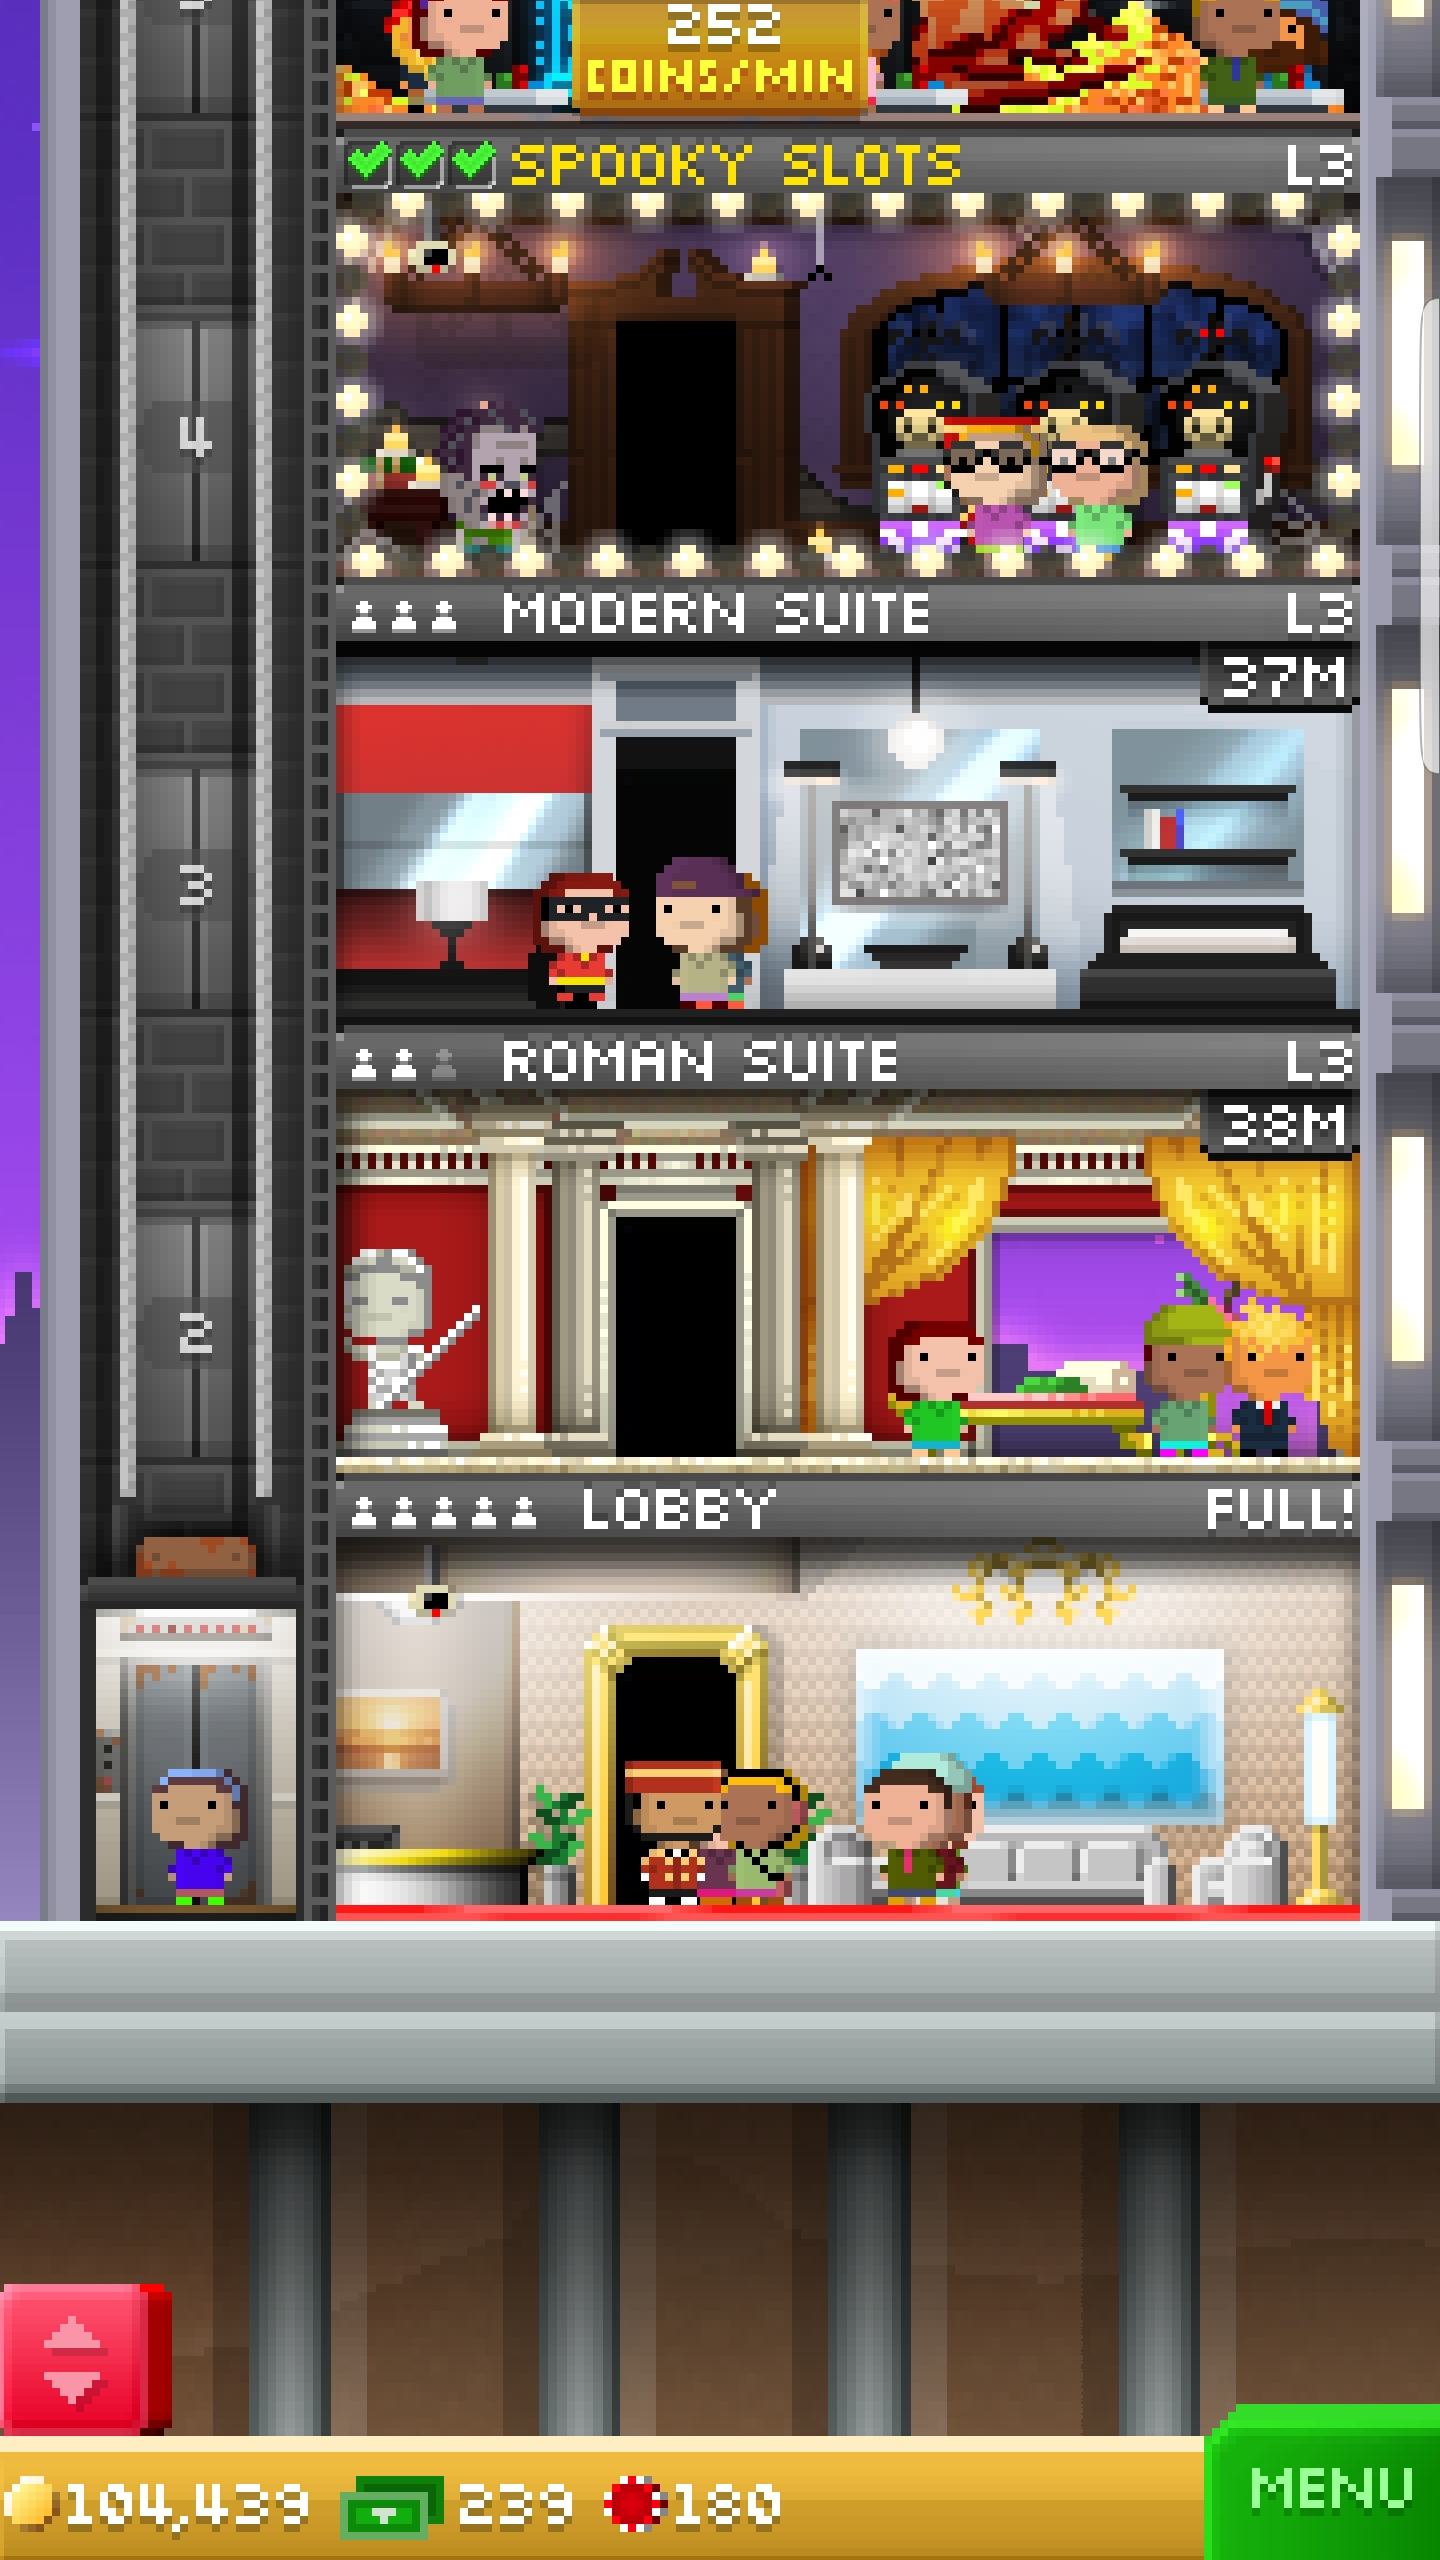 252
COINS/MIN
SPOOKY SLOTS L3
4
MODERN SUITE L3
37M
3
ROMAN SUITE L3
38M
2
LOBBY FULL!
104,439 239 180
MENU